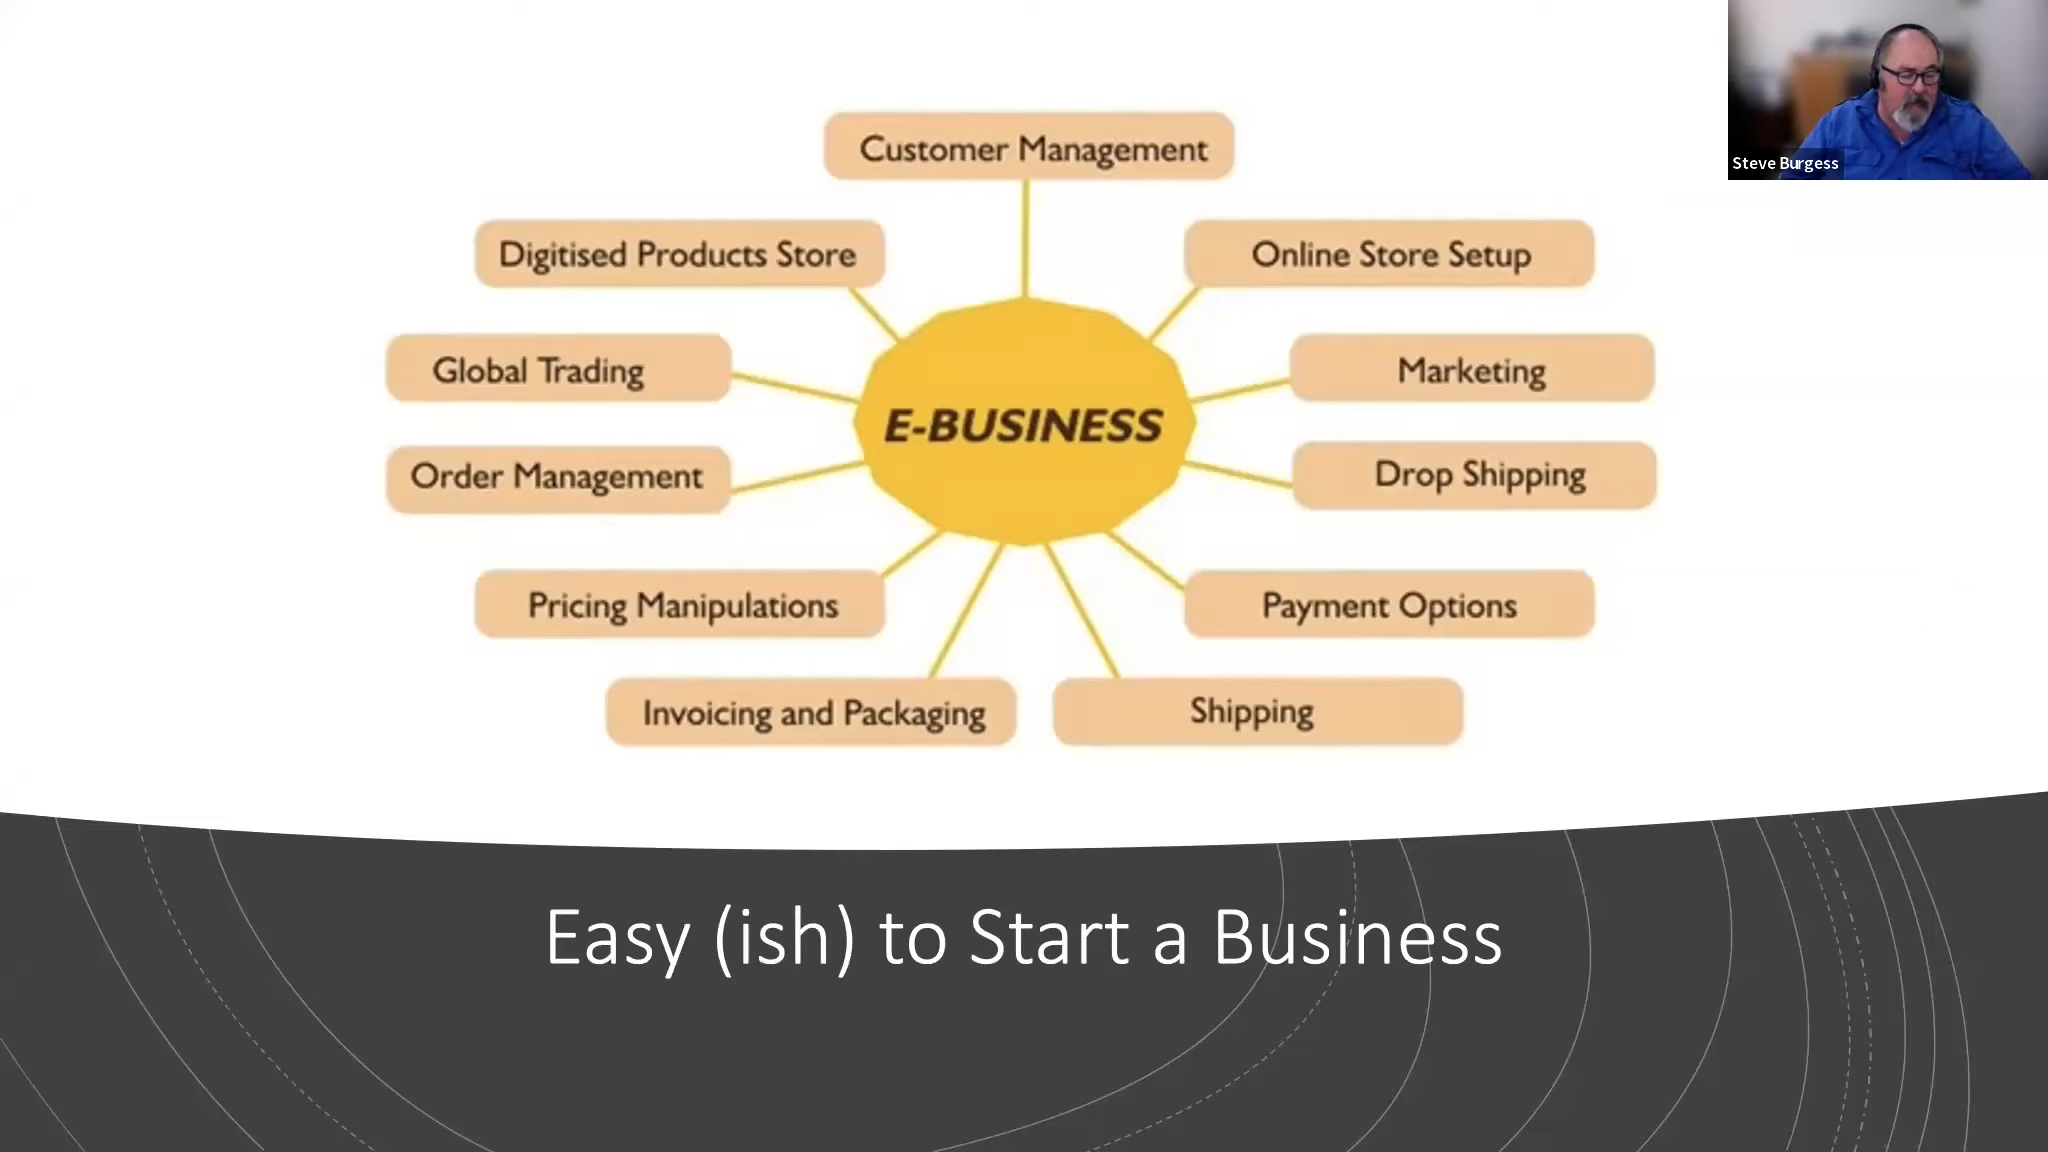 Steve Burgess
Customer Management
Digitised Products Store
Online Store Setup
Global Trading
Marketing
E-BUSINESS
Order Management
Drop Shipping
Pricing Manipulations
Payment Options
Invoicing and Packaging
Shipping
Easy (ish) to Start a Business